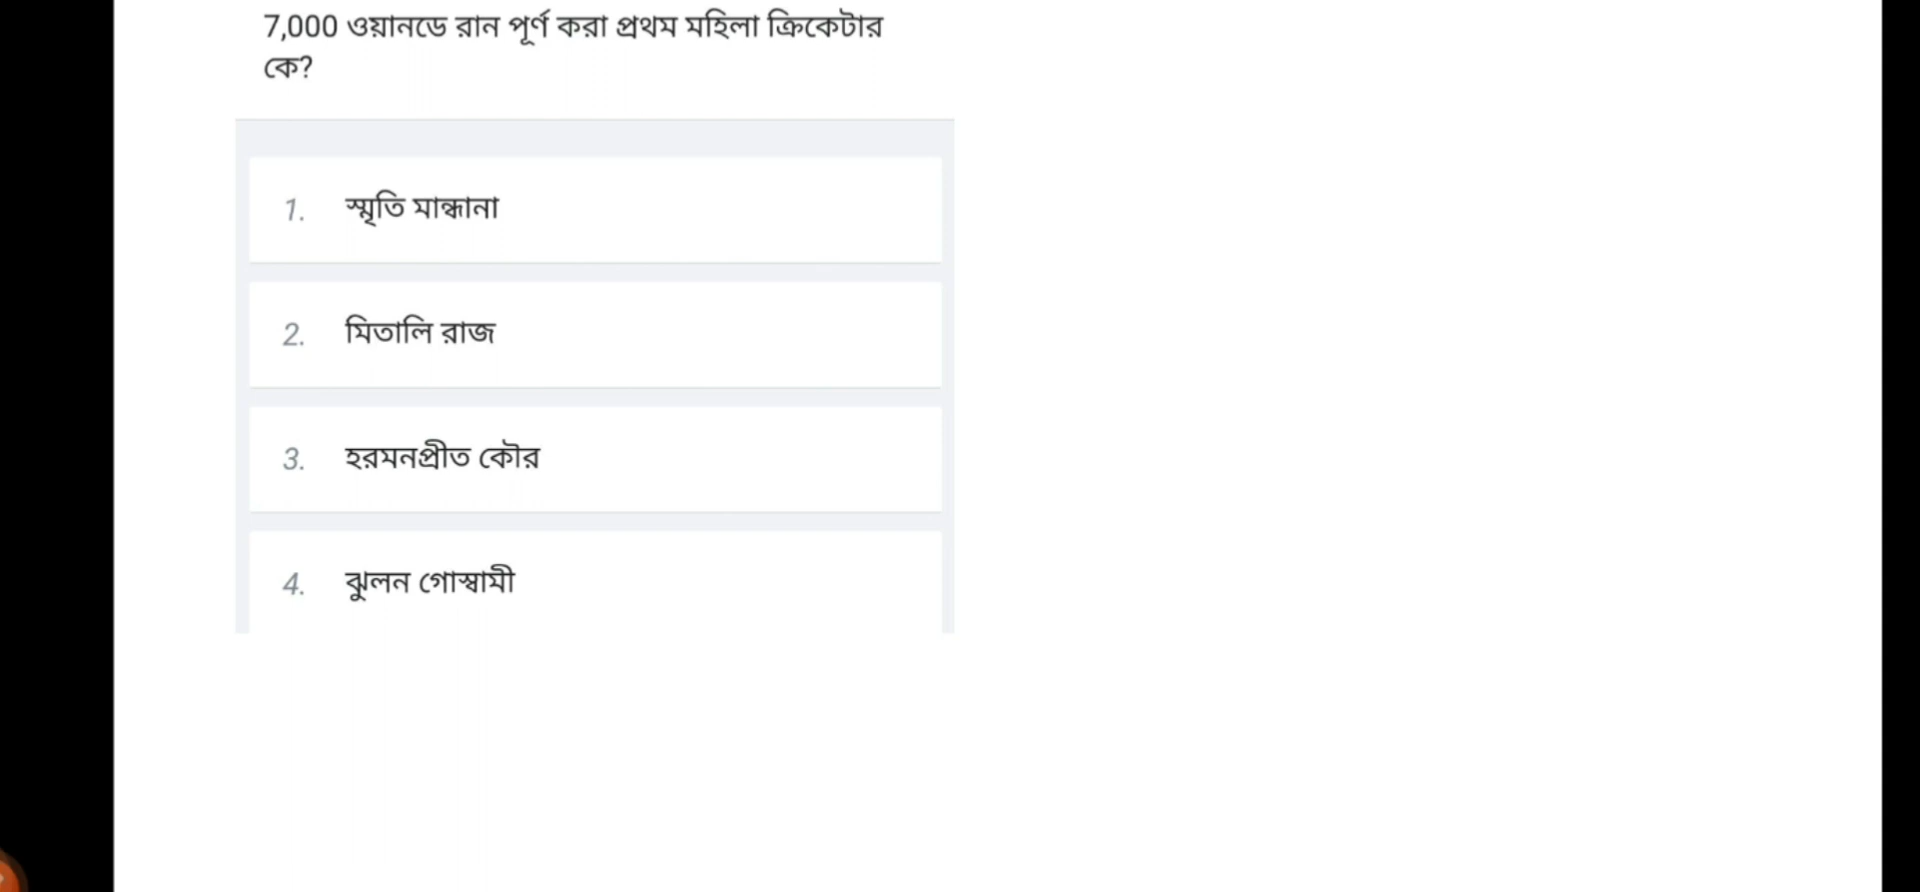 7,000 ওয়ানডে রান পূর্ণ করা প্রথম মহিলা ক্রিকেটার
কে?
1. স্মৃতি মান্ধানা
2. মিতালি রাজ
3. হরমনপ্রীত কৌর
4. ঝুলন গোস্বামী